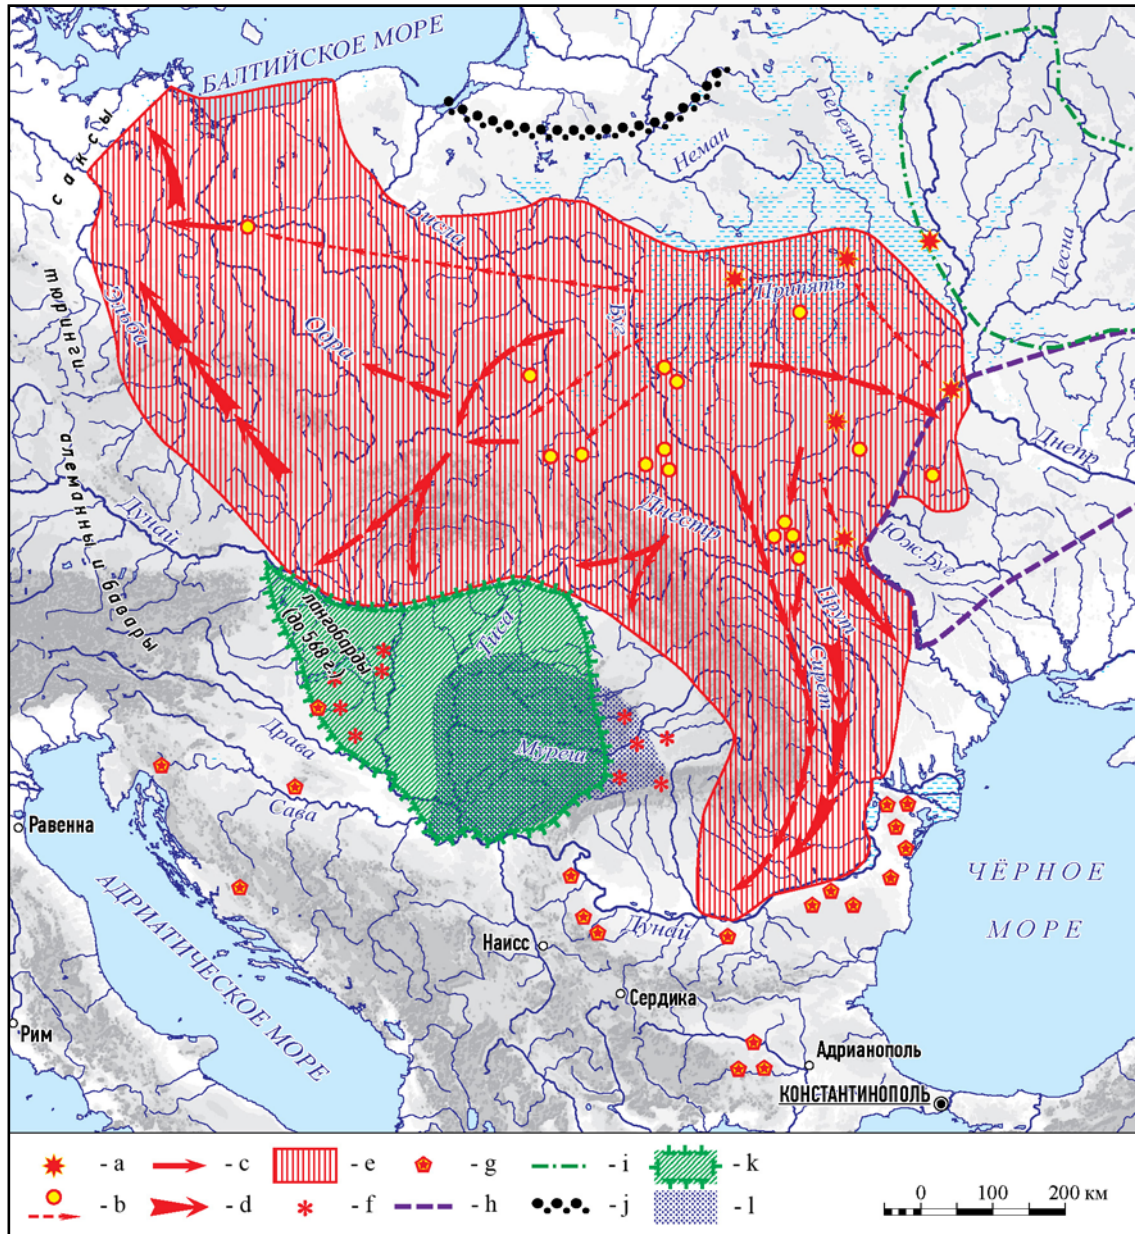 БАЛТИЙСКОЕ МОРЕ
саксы
Неман
Березина
Десна
Висла
тюринги
Эльба
Одра
Буг
Припять
Днепр
алеманны и бавары
Дунай
Днестр
Юж. Буг
лангобарды
(до 568 г.)
Тиса
Прут
Сирет
Драва
Муреш
Сава
Равенна
ЧЁРНОЕ
МОРЕ
АДРИАТИЧЕСКОЕ МОРЕ
Наисс
Дунай
Сердика
Рим
Адрианополь
КОНСТАНТИНОПОЛЬ
- a
- c
- e
- g
- i
- k
- b
- d
- f
- h
- j
- l
0 100 200 км